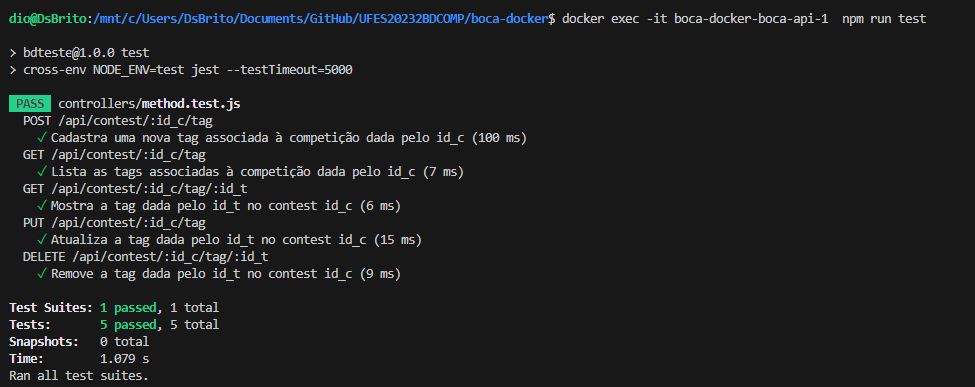 dio@DsBrito:/mnt/c/Users/DsBrito/Documents/GitHub/UFES20232BDCOMP/boca-docker$ docker exec -it boca-docker-boca-api-1  npm run test
> bdteste@1.0.0 test
> cross-env NODE_ENV=test jest --testTimeout=5000
PASS controllers/method.test.js
POST /api/contest/:id_c/tag
✓ Cadastra uma nova tag associada à competição dada pelo id_c (100 ms)
GET /api/contest/:id_c/tag
✓ Lista as tags associadas à competição dada pelo id_c (7 ms)
GET /api/contest/:id_c/tag/:id_t
✓ Mostra a tag dada pelo id_t no contest id_c (6 ms)
PUT /api/contest/:id_c/tag
✓ Atualiza a tag dada pelo id_t no contest id_c (15 ms)
DELETE /api/contest/:id_c/tag/:id_t
✓ Remove a tag dada pelo id_t no contest id_c (9 ms)
Test Suites: 1 passed, 1 total
Tests: 5 passed, 5 total
Snapshots: 0 total
Time: 1.079 s
Ran all test suites.